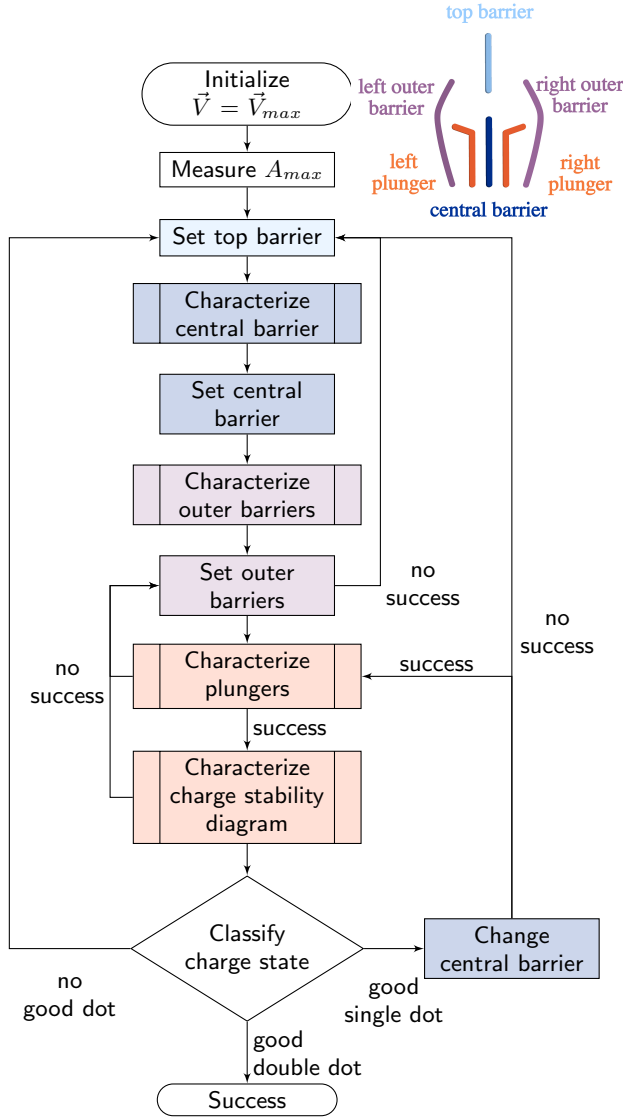 top barrier
Initialize
V⃗ = V⃗max
left outer
barrier
right outer
barrier
Measure Amax
left
plunger
right
plunger
central barrier
Set top barrier
Characterize
central barrier
Set central
barrier
Characterize
outer barriers
Set outer
barriers
no
success
no
success
no
success
Characterize
plungers
success
success
Characterize
charge stability
diagram
Classify
charge state
Change
central barrier
no
good dot
good
single dot
good
double dot
Success